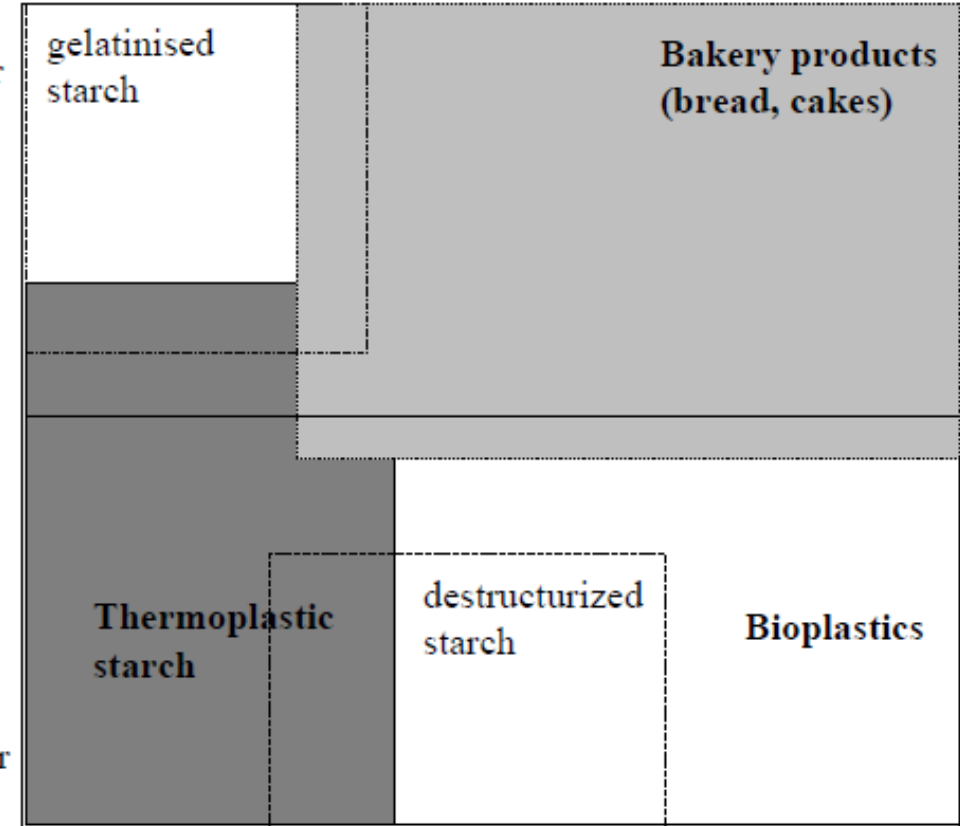 gelatinised
starch
Bakery products
(bread, cakes)
Thermoplastic
starch
destructurized
starch
Bioplastics